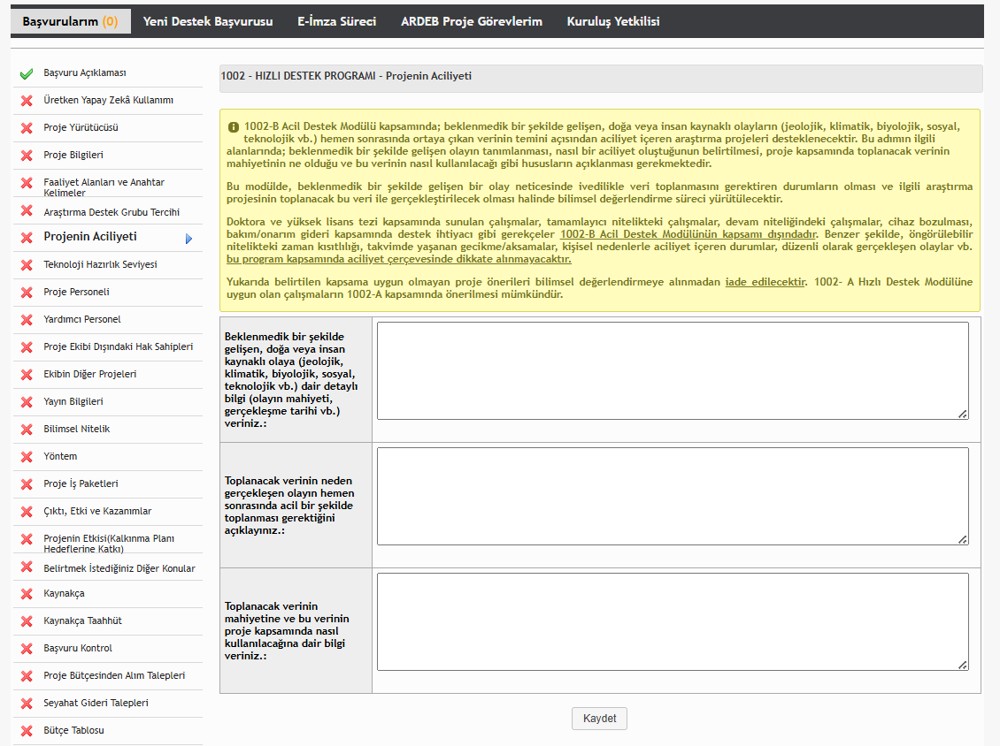 Başvurularım (0) Yeni Destek Başvurusu E-İmza Süreci ARDEB Proje Görevlerim Kuruluş Yetkilisi
Başvuru Açıklaması
Üretken Yapay Zekâ Kullanımı
Proje Yürütücüsü
Proje Bilgileri
Faaliyet Alanları ve Anahtar
Kelimeler
Araştırma Destek Grubu Tercihi
Projenin Aciliyeti
Teknoloji Hazırlık Seviyesi
Proje Personeli
Yardımcı Personel
Proje Ekibi Dışındaki Hak Sahipleri
Ekibin Diğer Projeleri
Yayın Bilgileri
Bilimsel Nitelik
Yöntem
Proje İş Paketleri
Çıktı, Etki ve Kazanımlar
Projenin Etkisi(Kalkınma Planı
Hedeflerine Katkı)
Belirtmek İstediğiniz Diğer Konular
Kaynakça
Kaynakça Taahhüt
Başvuru Kontrol
Proje Bütçesinden Alım Talepleri
Seyahat Gideri Talepleri
Bütçe Tablosu
1002 - HIZLI DESTEK PROGRAMI - Projenin Aciliyeti
1002-B Acil Destek Modülü kapsamında; beklenmedik bir şekilde gelişen, doğa veya insan kaynaklı olayların (jeolojik, klimatik, biyolojik, sosyal,
teknolojik vb.) hemen sonrasında ortaya çıkan verinin temini açısından aciliyet içeren araştırma projeleri desteklenecektir. Bu adımın ilgili
alanlarında; beklenmedik bir şekilde gelişen olayın tanımlanması, nasıl bir aciliyet oluştuğunun belirtilmesi, proje kapsamında toplanacak verinin
mahiyetinin ne olduğu ve bu verinin nasıl kullanılacağı gibi hususların açıklanması gerekmektedir.
Bu modülde, beklenmedik bir şekilde gelişen bir olay neticesinde ivedilikle veri toplanmasını gerektiren durumların olması ve ilgili araştırma
projesinin toplanacak bu veri ile gerçekleştirilecek olması halinde bilimsel değerlendirme süreci yürütülecektir.
Doktora ve yüksek lisans tezi kapsamında sunulan çalışmalar, tamamlayıcı nitelikteki çalışmalar, devam niteliğindeki çalışmalar, cihaz bozulması,
bakım/onarım gideri kapsamında destek ihtiyacı gibi gerekçeler 1002-B Acil Destek Modülünün kapsamı dışındadır. Benzer şekilde, öngörülebilir
nitelikteki zaman kısıtlılığı, takvimde yaşanan gecikme/aksamalar, kişisel nedenlerle aciliyet içeren durumlar, düzenli olarak gerçekleşen olaylar vb.
bu program kapsamında aciliyet çerçevesinde dikkate alınmayacaktır.
Yukarıda belirtilen kapsama uygun olmayan proje önerileri bilimsel değerlendirmeye alınmadan iade edilecektir. 1002- A Hızlı Destek Modülüne
uygun olan çalışmaların 1002-A kapsamında önerilmesi mümkündür.
Beklenmedik bir şekilde
gelişen, doğa veya insan
kaynaklı olaya (jeolojik,
klimatik, biyolojik, sosyal,
teknolojik vb.) dair detaylı
bilgi (olayın mahiyeti,
gerçekleşme tarihi vb.)
veriniz.:
Toplanacak verinin neden
gerçekleşen olayın hemen
sonrasında acil bir şekilde
toplanması gerektiğini
açıklayınız.:
Toplanacak verinin
mahiyetine ve bu verinin
proje kapsamında nasıl
kullanılacağına dair bilgi
veriniz.:
Kaydet